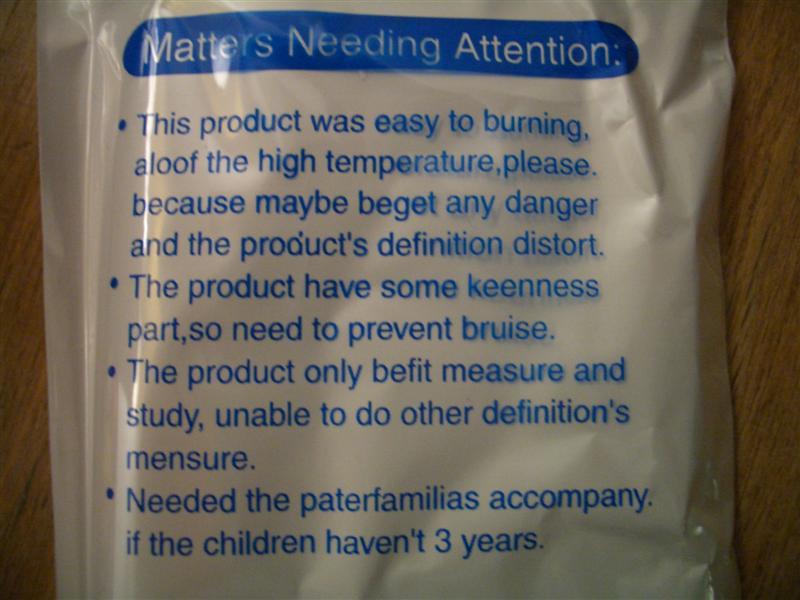 Matters Needing Attention:
• This product was easy to burning,
aloof the high temperature,please.
because maybe beget any danger
and the product's definition distort.
• The product have some keenness
part,so need to prevent bruise.
• The product only befit measure and
study, unable to do other definition's
mensure.
• Needed the paterfamilias accompany.
if the children haven't 3 years.